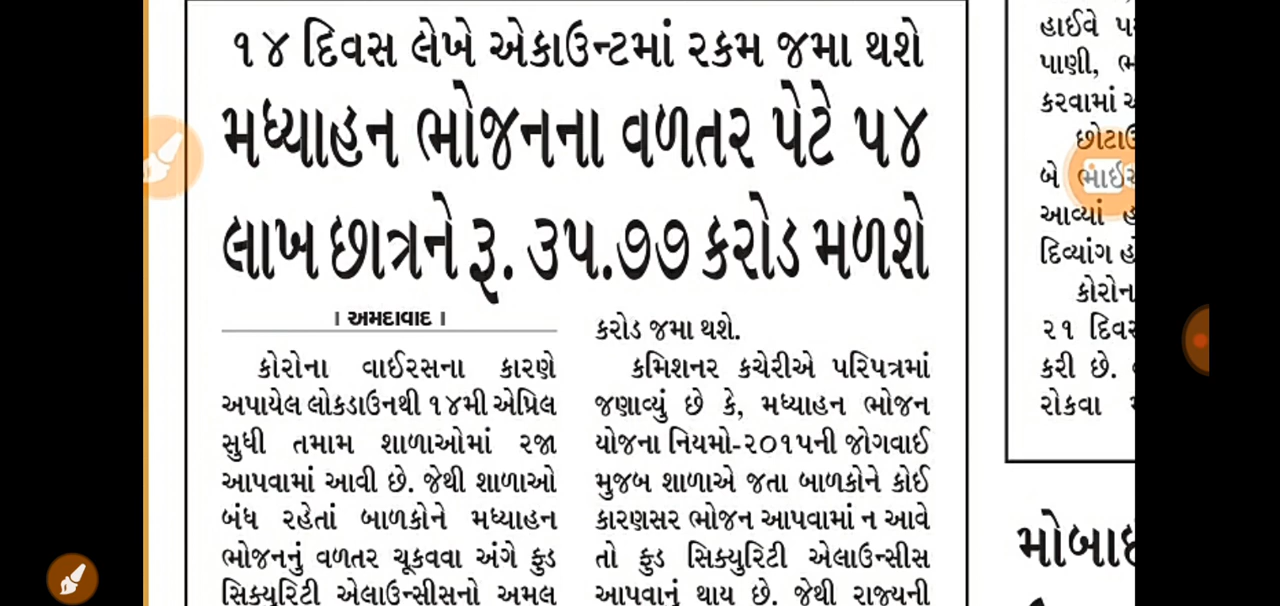 ૧૪ દિવસ લેખે એકાઉન્ટમાં રકમ જમા થશે
મધ્યાહન ભોજનના વળતર પેટે ૫૪
લાખ છાત્રને રૂ. ૩૫.૭૭ કરોડ મળશે
। અમદાવાદ ।
કોરોના વાઈરસના કારણે
અપાયેલ લોકડાઉનથી ૧૪મી એપ્રિલ
સુધી તમામ શાળાઓમાં રજા
આપવામાં આવી છે. જેથી શાળાઓ
બંધ રહેતાં બાળકોને મધ્યાહન
ભોજનનું વળતર ચૂકવવા અંગે ફુડ
સિક્યુરિટી એલાઉન્સીસનો અમલ
કરોડ જમા થશે.
કમિશનર કચેરીએ પરિપત્રમાં
જણાવ્યું છે કે, મધ્યાહન ભોજન
યોજના નિયમો-૨૦૧૫ની જોગવાઈ
મુજબ શાળાએ જતા બાળકોને કોઈ
કારણસર ભોજન આપવામાં ન આવે
તો ફુડ સિક્યુરિટી એલાઉન્સીસ
આપવાનું થાય છે. જેથી રાજ્યની
હાઈવે
પાણી,
કરવામાં
બે
આવ્યાં
દિવ્યાંગ
૨૧
કરી છે.
રોકવા